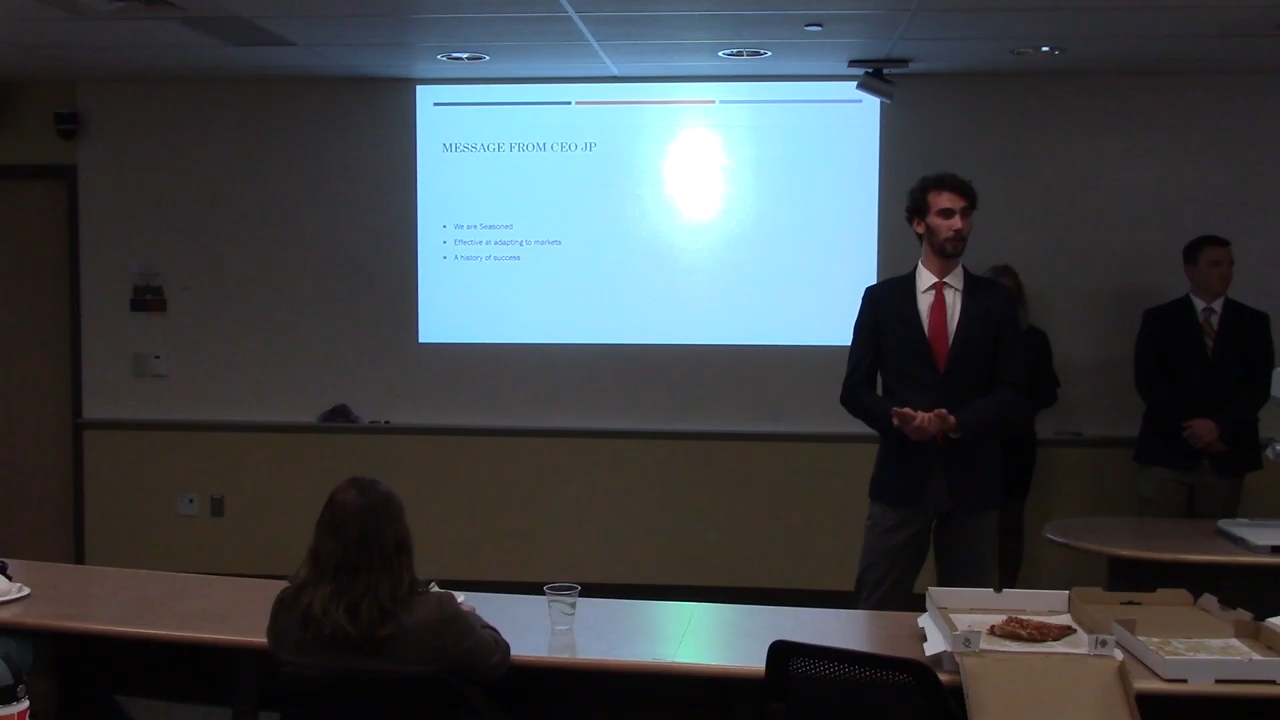 MESSAGE FROM CEO JP
We are Seasoned
Effective at adapting to markets
A history of success